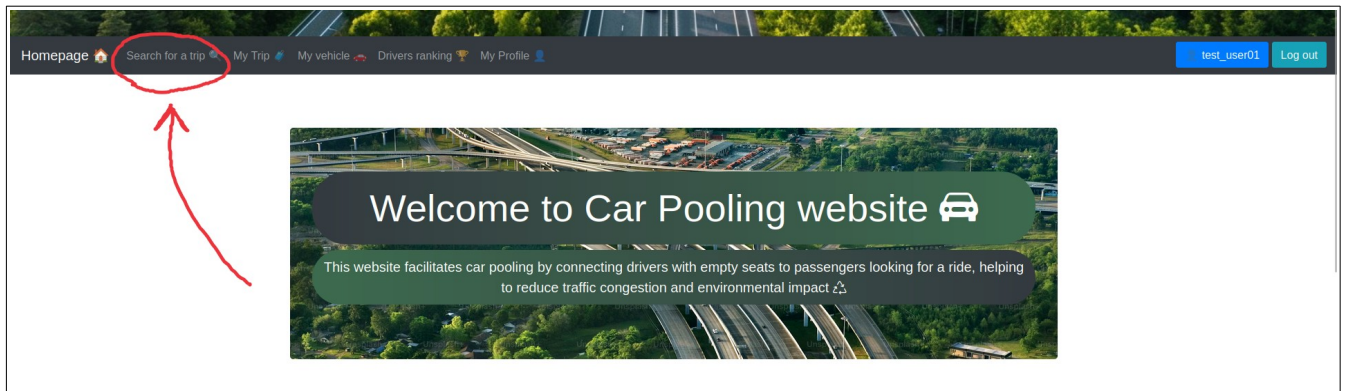 Homepage 🏠 Search for a trip 🔍 My Trip 🧳 My vehicle 🚗 Drivers ranking 🏆 My Profile 👤 test_user01 Log out
Welcome to Car Pooling website
This website facilitates car pooling by connecting drivers with empty seats to passengers looking for a ride, helping
to reduce traffic congestion and environmental impact